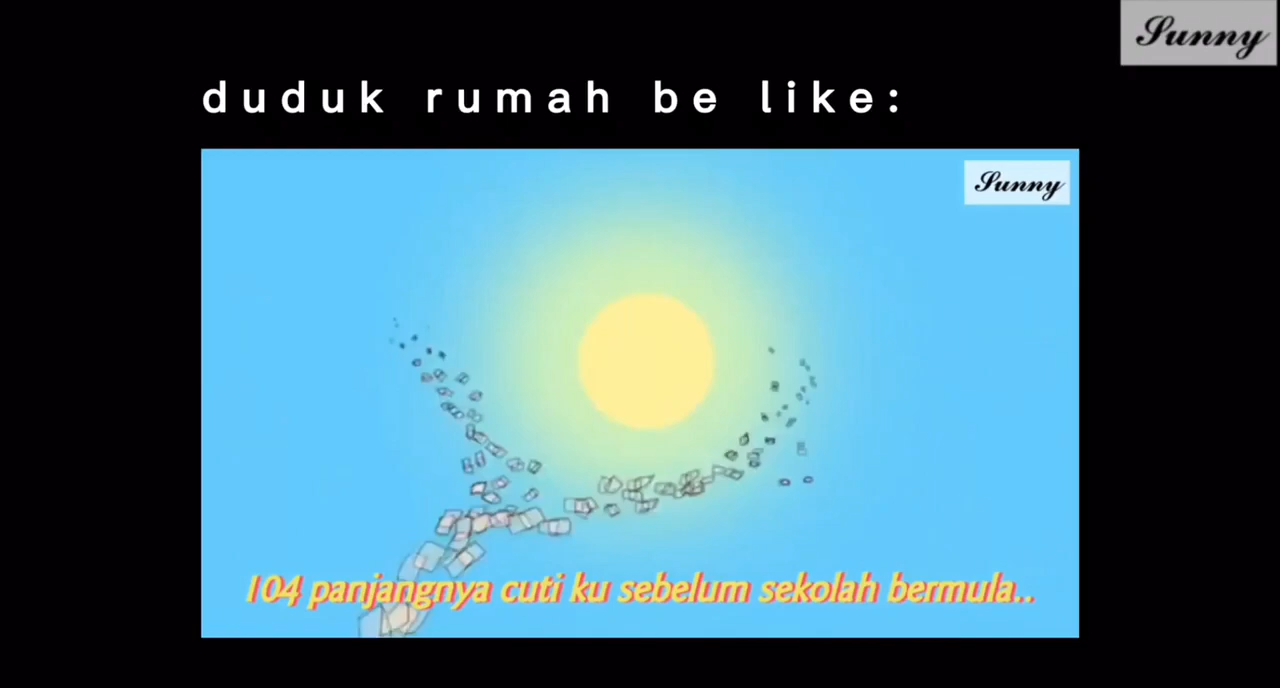 Sunny
duduk rumah be like:
Sunny
104 panjangnya cuti ku sebelum sekolah bermula..